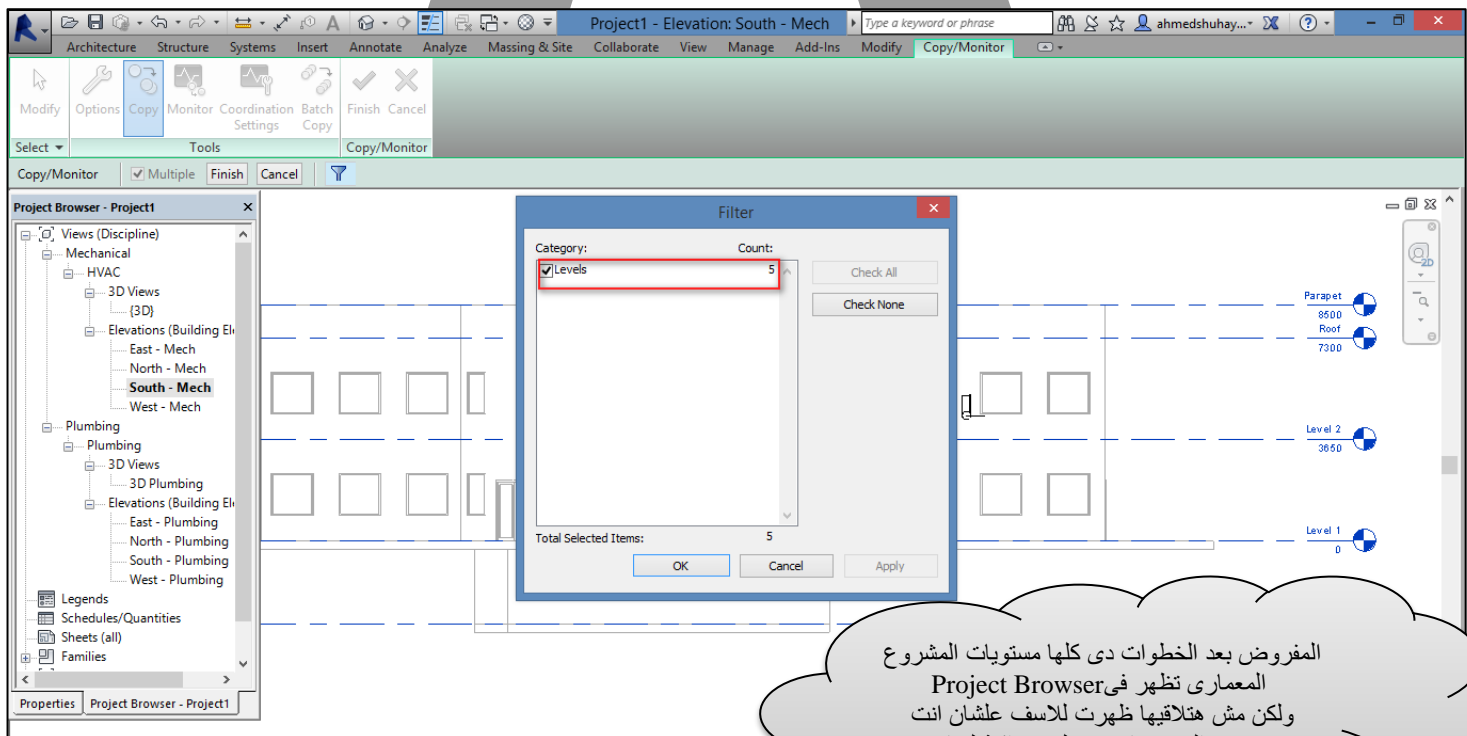 Project1 - Elevation: South - Mech
Type a keyword or phrase
ahmedshuhay...
Architecture Structure Systems Insert Annotate Analyze Massing & Site Collaborate View Manage Add-Ins Modify Copy/Monitor
Modify Options Copy Monitor Coordination Settings Batch Copy Finish Cancel
Select Tools Copy/Monitor
Copy/Monitor Multiple Finish Cancel
Project Browser - Project1
Views (Discipline)
Mechanical
HVAC
3D Views
{3D}
Elevations (Building Ele
East - Mech
North - Mech
South - Mech
West - Mech
Plumbing
Plumbing
3D Views
3D Plumbing
Elevations (Building Ele
East - Plumbing
North - Plumbing
South - Plumbing
West - Plumbing
Legends
Schedules/Quantities
Sheets (all)
Families
Properties Project Browser - Project1
Filter
Category: Count:
Levels 5
Check All
Check None
Total Selected Items: 5
OK Cancel Apply
2D
Parapet
8500
Roof
7300
Level 2
3650
Level 1
0
المفروض بعد الخطوات دى كلها مستويات المشروع
المعمارى تظهر فى Project Browser
ولكن مش هتلاقيها ظهرت للاسف علشان انت